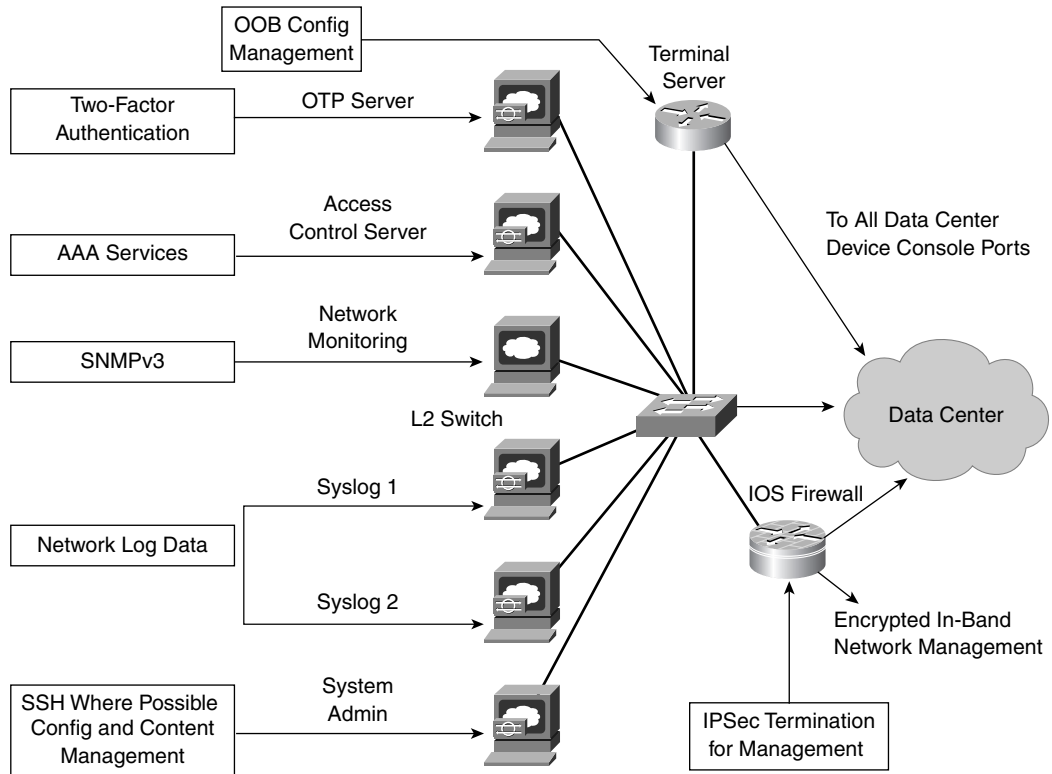 OOB Config
Management
Terminal
Server
Two-Factor
Authentication
OTP Server
To All Data Center
Device Console Ports
AAA Services
Access
Control Server
SNMPv3
Network
Monitoring
L2 Switch
Data Center
IOS Firewall
Network Log Data
Syslog 1
Syslog 2
Encrypted In-Band
Network Management
SSH Where Possible
Config and Content
Management
System
Admin
IPSec Termination
for Management